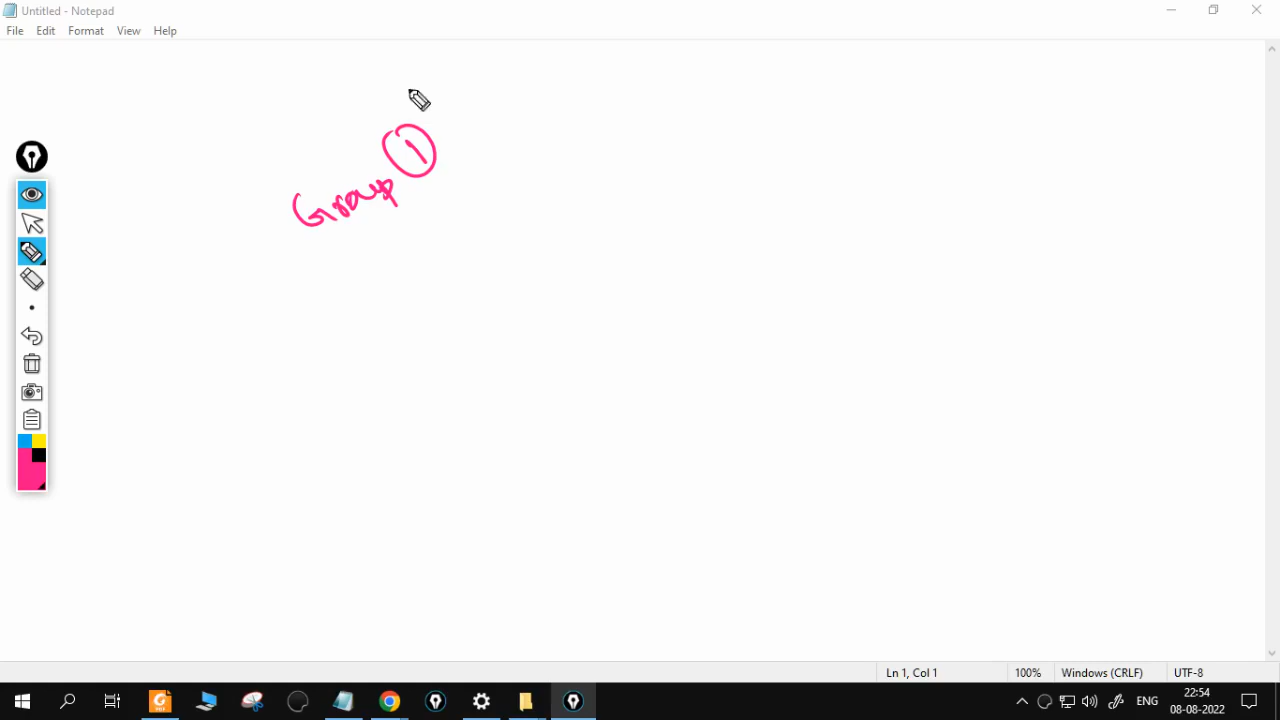 Untitled - Notepad
File Edit Format View Help
Group 1
Ln 1, Col 1 100% Windows (CRLF) UTF-8
ENG 22:54
08-08-2022